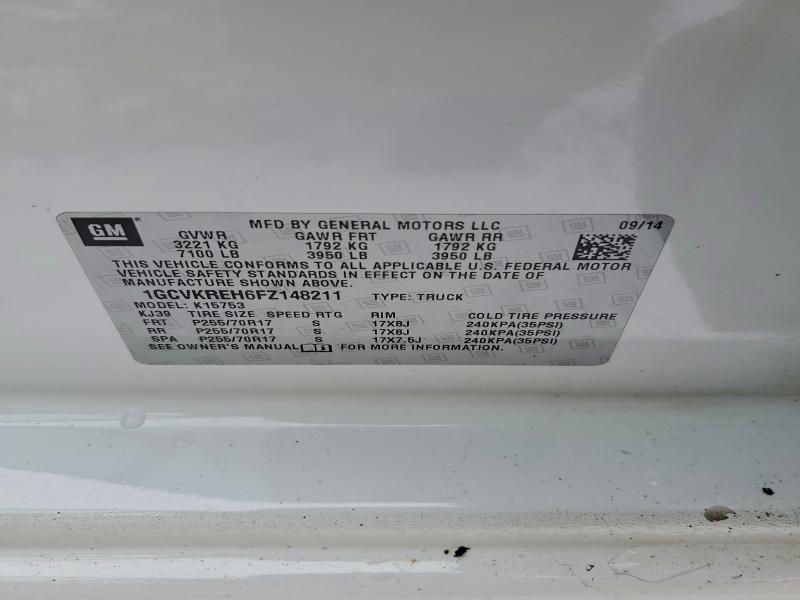 GM
MFD BY GENERAL MOTORS LLC 09/14
GVWR GAWR FRT GAWR RR
3221 KG 1792 KG 1792 KG
7100 LB 3950 LB 3950 LB
THIS VEHICLE CONFORMS TO ALL APPLICABLE U.S. FEDERAL MOTOR
VEHICLE SAFETY STANDARDS IN EFFECT ON THE DATE OF
MANUFACTURE SHOWN ABOVE.
1GCVKREH6FZ148211 TYPE: TRUCK
MODEL: K15753
KJ39 TIRE SIZE SPEED RTG RIM COLD TIRE PRESSURE
FRT P255/70R17 S 17X8J 240KPA(35PSI)
RR P255/70R17 S 17X8J 240KPA(35PSI)
SPA P255/70R17 S 17X7.5J 240KPA(35PSI)
SEE OWNER'S MANUAL FOR MORE INFORMATION.